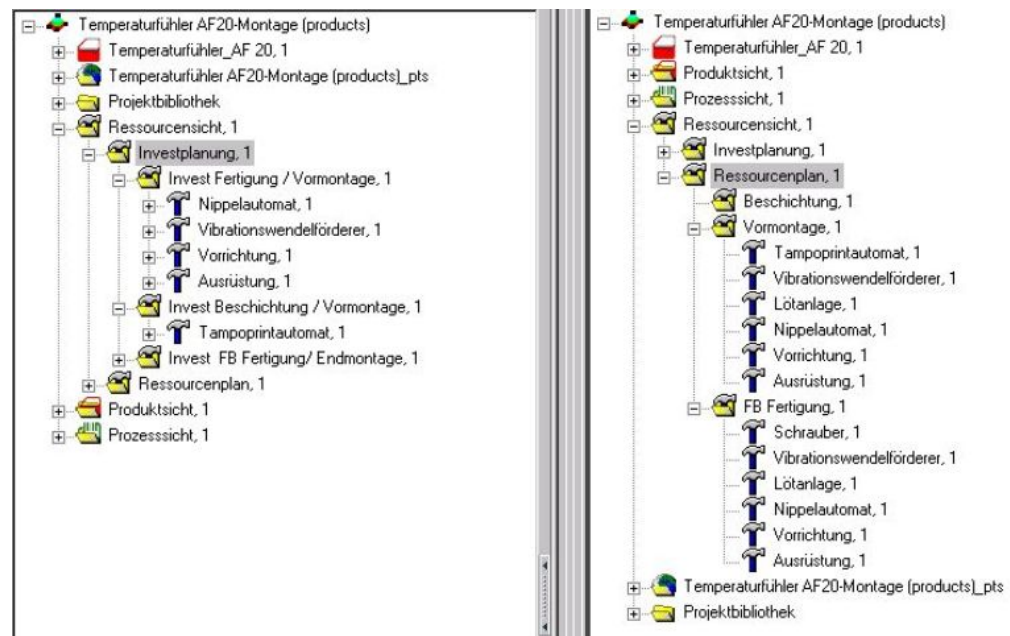 Temperaturfühler AF20-Montage (products)
Temperaturfühler_AF 20, 1
Temperaturfühler AF20-Montage (products)_pts
Projektbibliothek
Ressourcensicht, 1
Investplanung, 1
Invest Fertigung / Vormontage, 1
Nippelautomat, 1
Vibrationswendelförderer, 1
Vorrichtung, 1
Ausrüstung, 1
Invest Beschichtung / Vormontage, 1
Tampoprintautomat, 1
Invest FB Fertigung/ Endmontage, 1
Ressourcenplan, 1
Produktsicht, 1
Prozesssicht, 1
Temperaturfühler AF20-Montage (products)
Temperaturfühler_AF 20, 1
Produktsicht, 1
Prozesssicht, 1
Ressourcensicht, 1
Investplanung, 1
Ressourcenplan, 1
Beschichtung, 1
Vormontage, 1
Tampoprintautomat, 1
Vibrationswendelförderer, 1
Lötanlage, 1
Nippelautomat, 1
Vorrichtung, 1
Ausrüstung, 1
FB Fertigung, 1
Schrauber, 1
Vibrationswendelförderer, 1
Lötanlage, 1
Nippelautomat, 1
Vorrichtung, 1
Ausrüstung, 1
Temperaturfühler AF20-Montage (products)_pts
Projektbibliothek